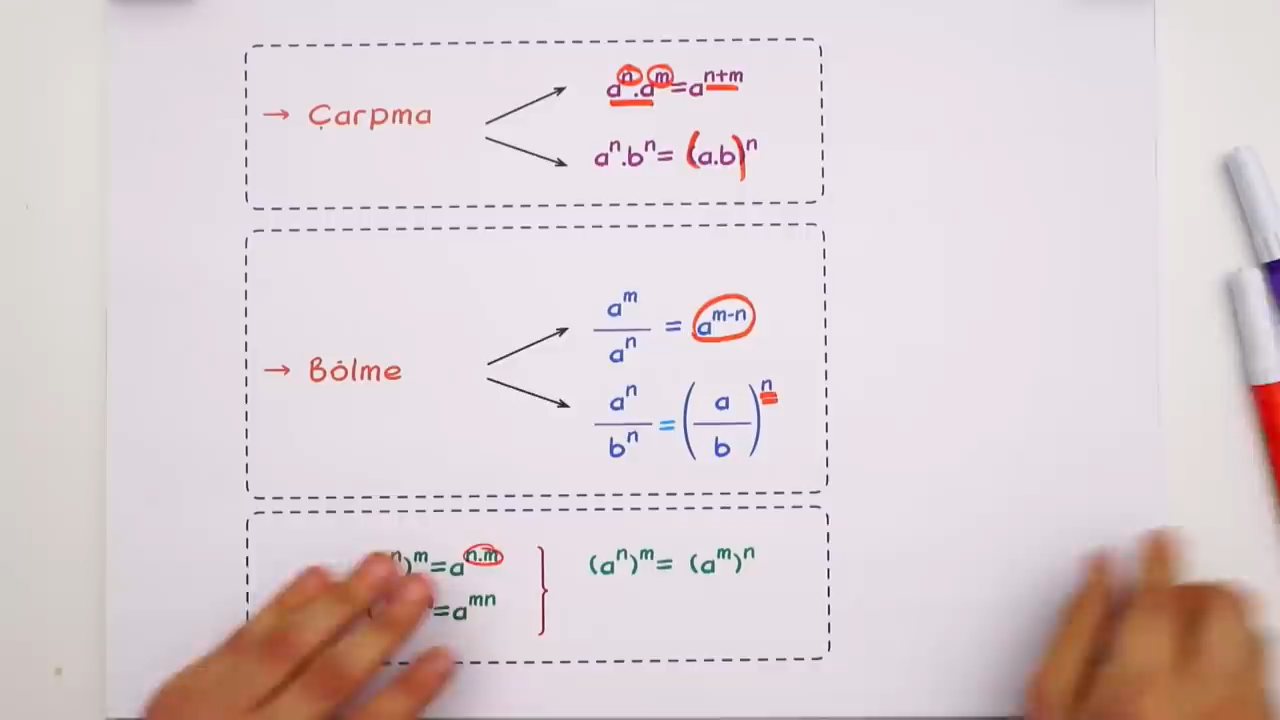 → Çarpma
aⁿ.aᵐ=aⁿ⁺ᵐ
aⁿ.bⁿ= (a.b)ⁿ
→ Bölme
aᵐ/aⁿ = aᵐ⁻ⁿ
aⁿ/bⁿ = (a/b)ⁿ
ⁿ)ᵐ=aⁿ·ᵐ
=aᵐⁿ
(aⁿ)ᵐ= (aᵐ)ⁿ